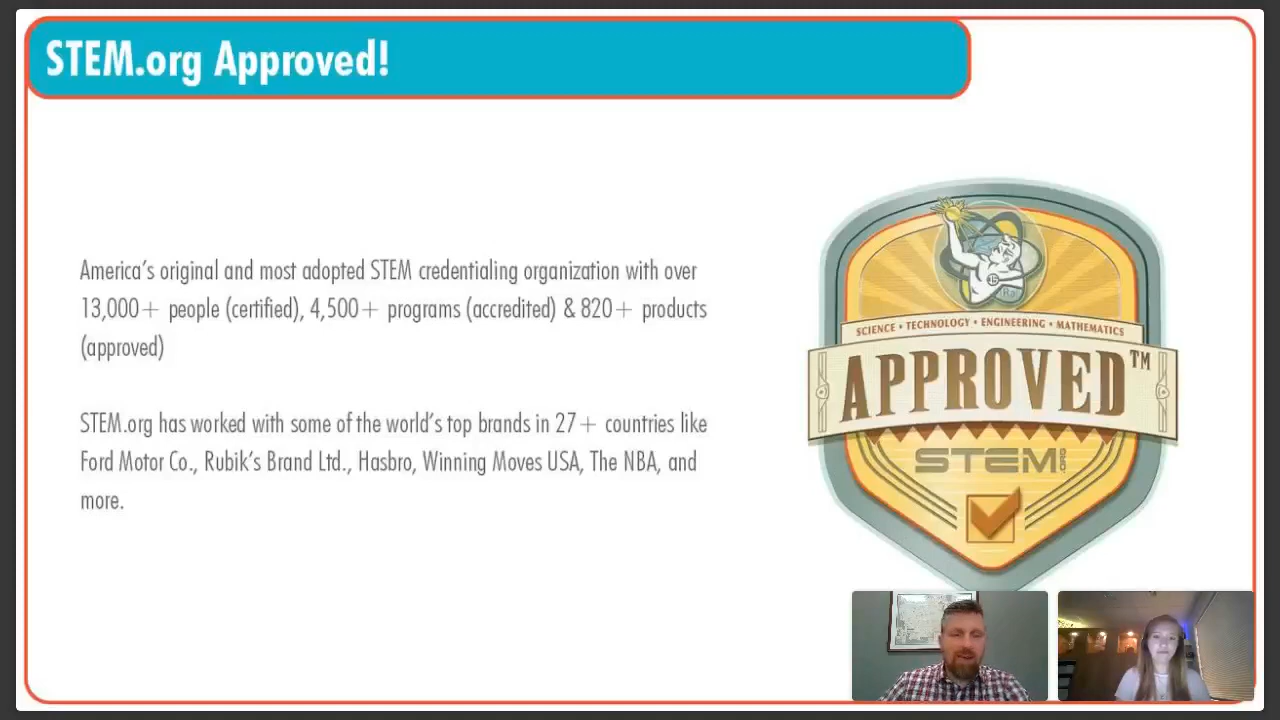 STEM.org Approved!
America's original and most adopted STEM credentialing organization with over
13,000+ people (certified), 4,500+ programs (accredited) & 820+ products
(approved)
STEM.org has worked with some of the world's top brands in 27+ countries like
Ford Motor Co., Rubik's Brand Ltd., Hasbro, Winning Moves USA, The NBA, and
more.
SCIENCE • TECHNOLOGY • ENGINEERING • MATHEMATICS
APPROVED™
STEM.ORG